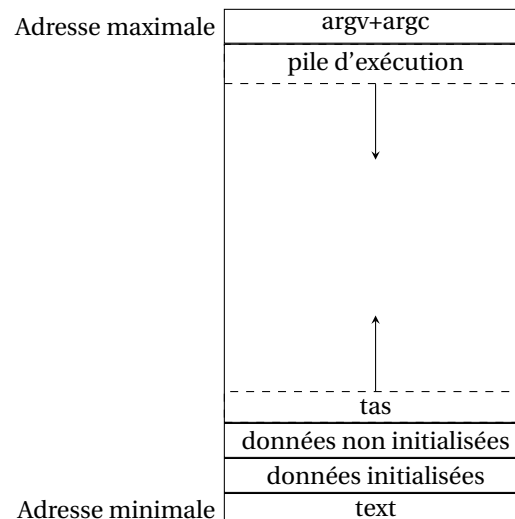 Adresse maximale argv+argc
pile d'exécution
tas
données non initialisées
données initialisées
Adresse minimale text